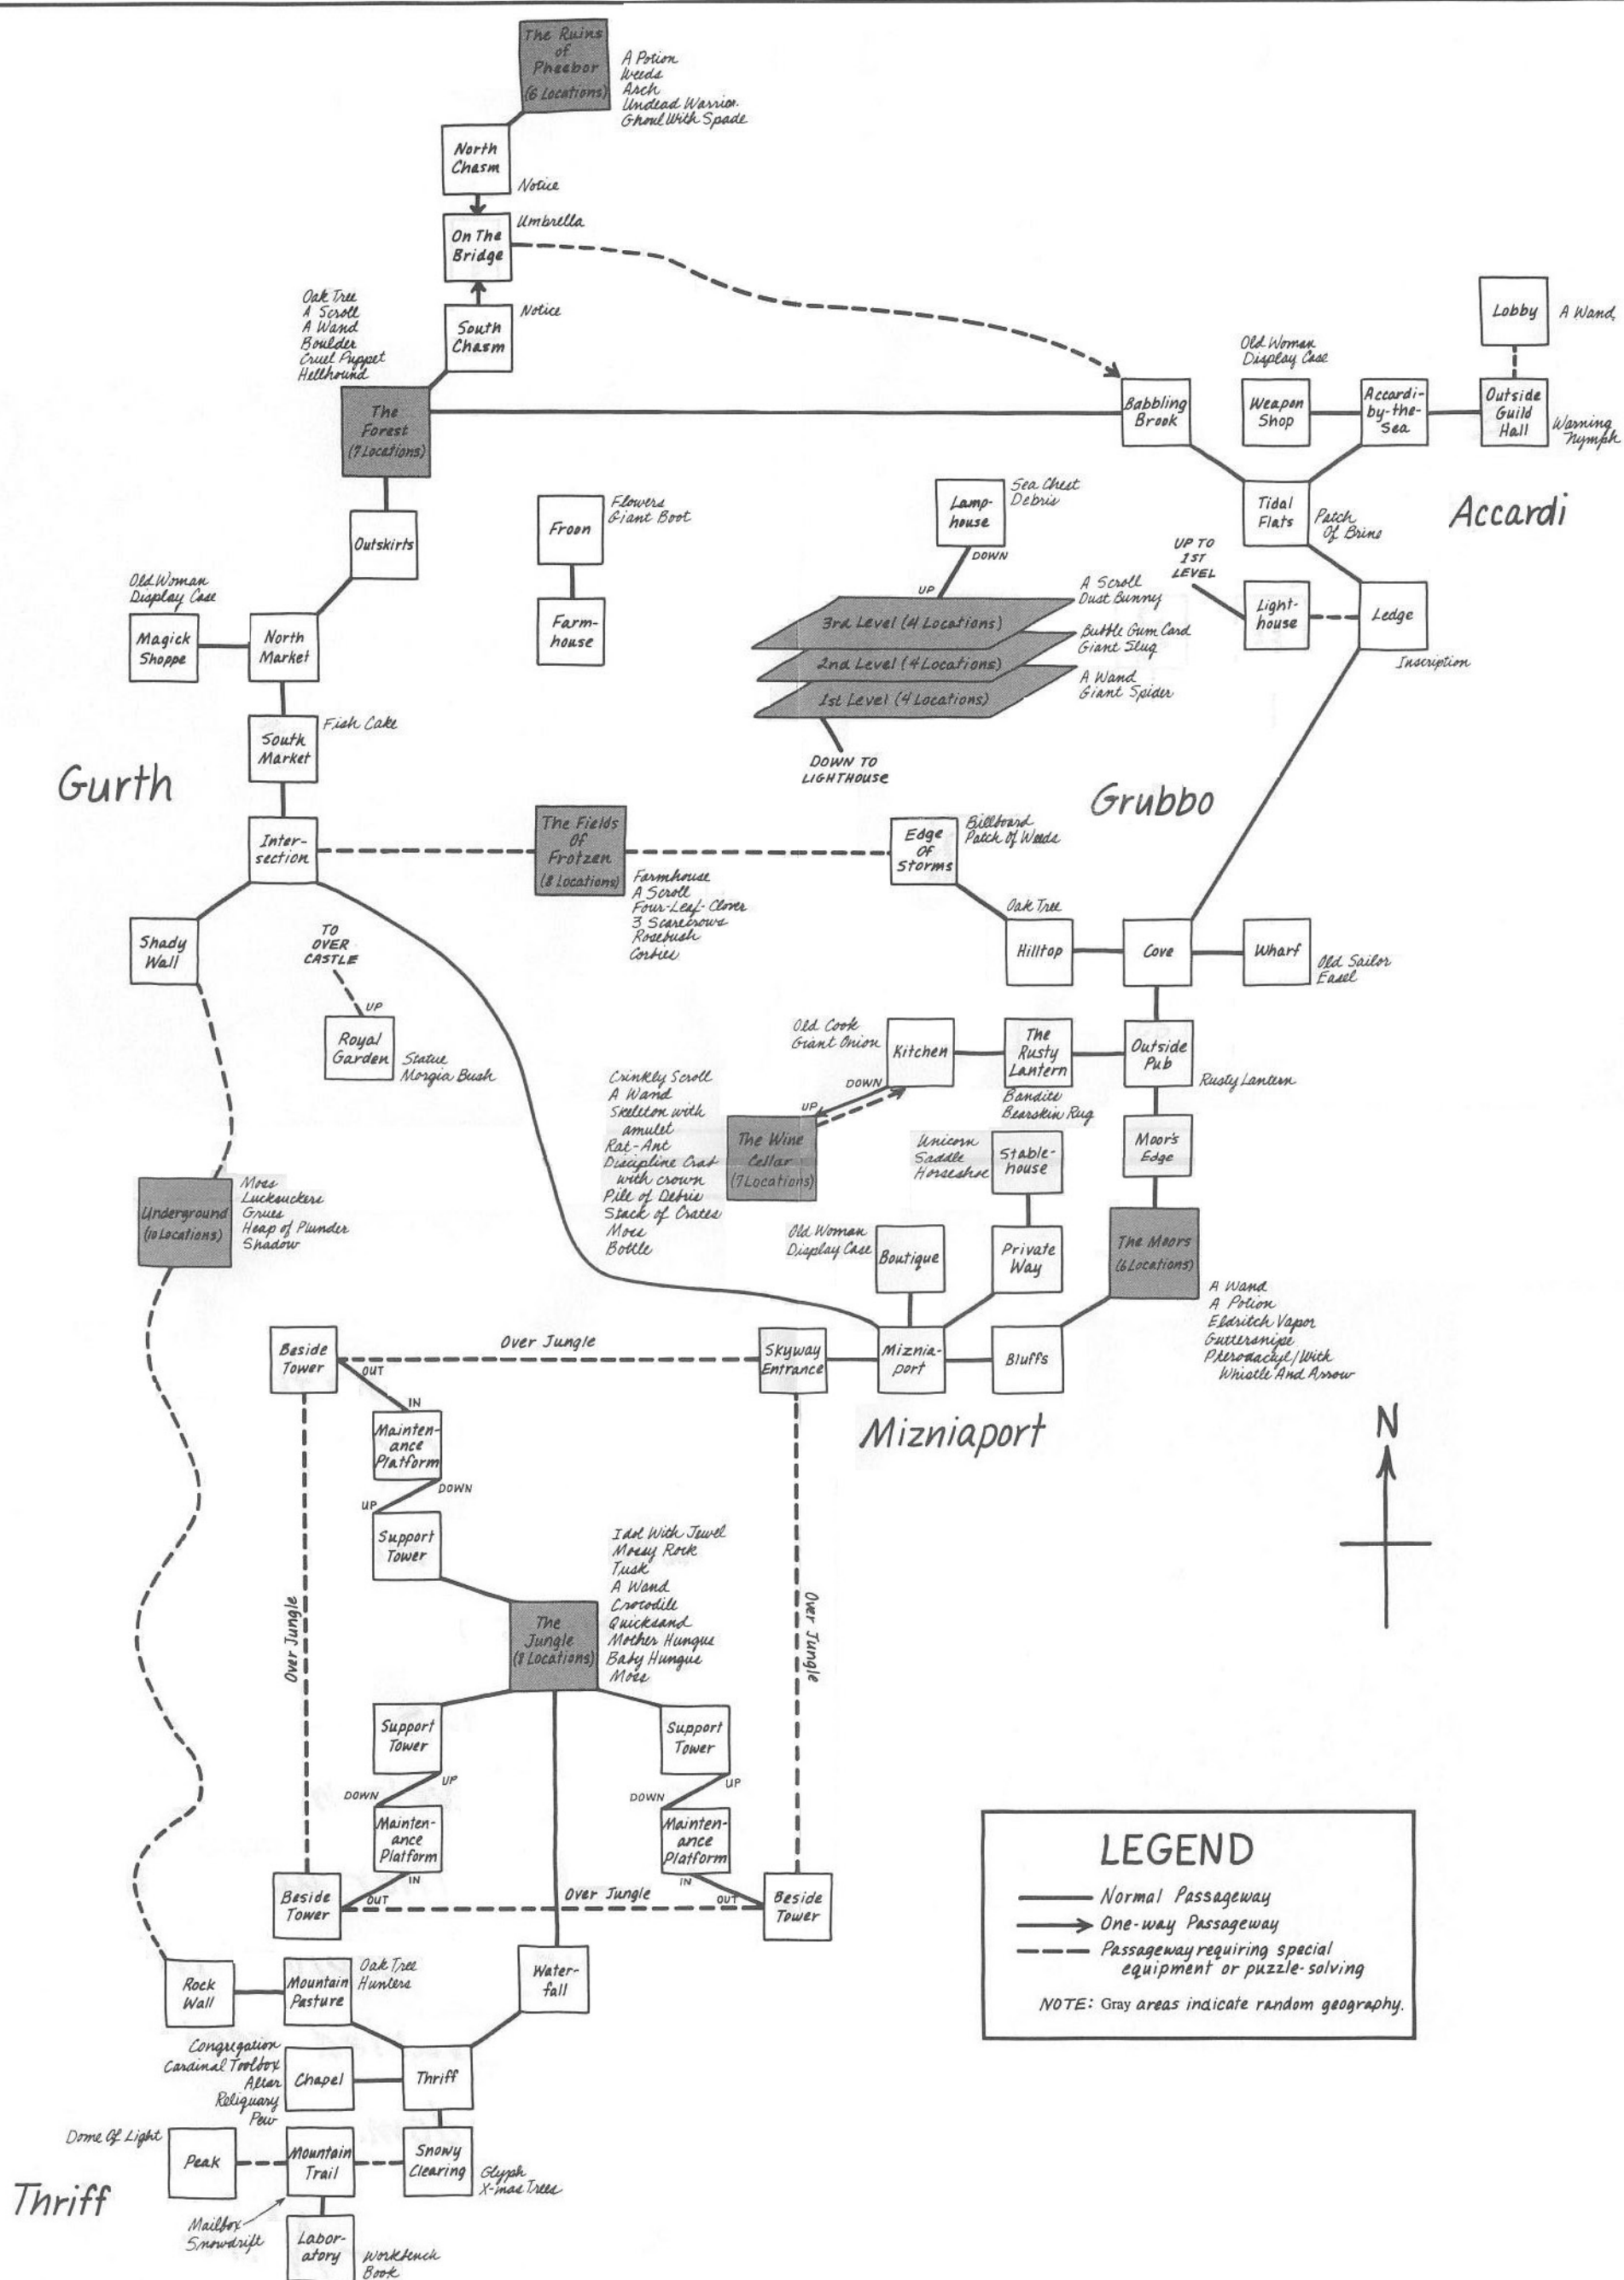 The Ruins
of
Pheebor
(6 Locations)
A Potion
Weeds
Arch
Undead Warrior.
Ghoul With Spade
North
Chasm
Notice
On The
Bridge
Umbrella
South
Chasm
Notice
Oak Tree
A Scroll
A Wand
Boulder
Cruel Puppet
Hellhound
The
Forest
(7 Locations)
Babbling
Brook
Old Woman
Display Case
Weapon
Shop
Accardi-
by-the-
Sea
Lobby
A Wand
Outside
Guild
Hall
Warning
Nymph
Tidal
Flats
Patch
Of Brine
Accardi
Outskirts
Froon
Flowers
Giant Boot
Farm-
house
Lamp-
house
Sea Chest
Debris
DOWN
UP
3rd Level (4 Locations)
A Scroll
Dust Bunny
2nd Level (4 Locations)
Bubble Gum Card
Giant Slug
1st Level (4 Locations)
A Wand
Giant Spider
DOWN TO
LIGHTHOUSE
UP TO
1ST
LEVEL
Light-
house
Ledge
Inscription
Old Woman
Display Case
Magick
Shoppe
North
Market
South
Market
Fish Cake
Gurth
Inter-
section
The Fields
Of
Frotzen
(8 Locations)
Farmhouse
A Scroll
Four-Leaf-Clover
3 Scarecrows
Rosebush
Corbies
Grubbo
Edge
OF
Storms
Billboard
Patch Of Weeds
Oak Tree
Hilltop
Cove
Wharf
Old Sailor
Easel
Shady
Wall
TO
OVER
CASTLE
UP
Royal
Garden
Statue
Morgia Bush
Old Cook
Giant Onion
Kitchen
The
Rusty
Lantern
Bandits
Bearskin Rug
Outside
Pub
Rusty Lantern
DOWN
UP
Crinkly Scroll
A Wand
Skeleton with
amulet
Rat-Ant
Discipline Crab
with crown
Pile of Debris
Stack of Crates
Moss
Bottle
The Wine
Cellar
(7 Locations)
Unicorn
Saddle
Horseshoe
Stable-
house
Moor's
Edge
Underground
(10 Locations)
Moss
Lucksuckers
Grues
Heap of Plunder
Shadow
Old Woman
Display Case
Boutique
Private
Way
The Moors
(6 Locations)
A Wand
A Potion
Eldritch Vapor
Guttersnipe
Pterodactyl/With
Whistle And Arrow
Beside
Tower
Over Jungle
Skyway
Entrance
Miznia-
port
Bluffs
Mizniaport
OUT
IN
Mainten-
ance
Platform
DOWN
UP
Support
Tower
N
Over Jungle
The
Jungle
(8 Locations)
Idol With Jewel
Mossy Rock
Tusk
A Wand
Crocodile
Quicksand
Mother Hungus
Baby Hungus
Moss
Over Jungle
Support
Tower
Support
Tower
DOWN
UP
DOWN
UP
Mainten-
ance
Platform
Mainten-
ance
Platform
IN
IN
Beside
Tower
OUT
Over Jungle
OUT
Beside
Tower
LEGEND
Normal Passageway
One-way Passageway
Passageway requiring special
equipment or puzzle-solving
NOTE: Gray areas indicate random geography.
Rock
Wall
Mountain
Pasture
Oak Tree
Hunters
Water-
fall
Congregation
Cardinal Toolbox
Altar
Reliquary
Pew
Chapel
Thriff
Dome Of Light
Peak
Mountain
Trail
Snowy
Clearing
Glyph
X-mas Trees
Thriff
Mailbox
Snowdrift
Labor-
atory
Workbench
Book